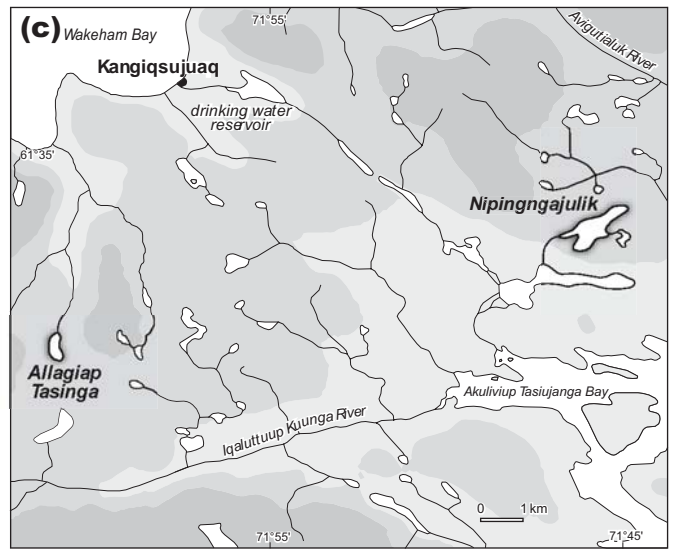 (c) Wakeham Bay
71°55'
Avigutialuk River
Kangiqsujuaq
drinking water
reservoir
61°35'
Nipingngajulik
Allagiap
Tasinga
Akuliviup Tasiujanga Bay
Iqaluttuup Kuunga River
0 1 km
71°55'
71°45'